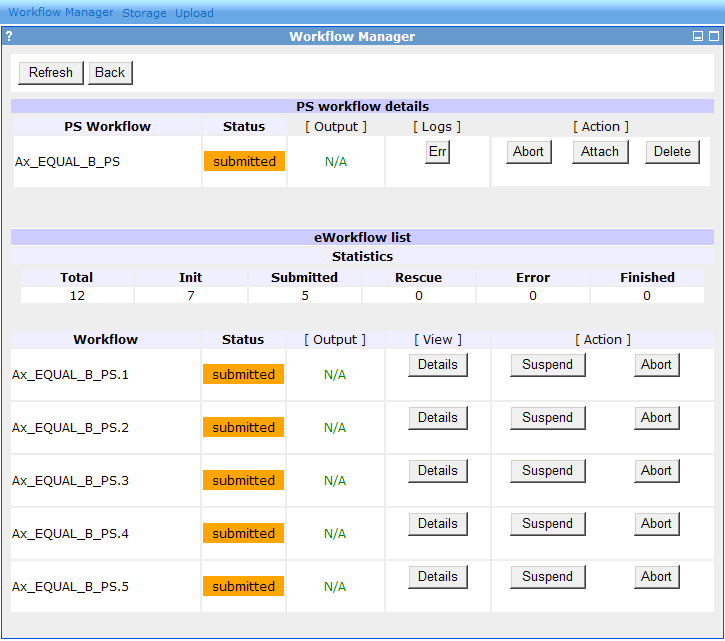 Workflow Manager Storage Upload
? Workflow Manager
Refresh Back
PS workflow details
PS Workflow Status [ Output ] [ Logs ] [ Action ]
Ax_EQUAL_B_PS submitted N/A Err Abort Attach Delete
eWorkflow list
Statistics
Total Init Submitted Rescue Error Finished
12 7 5 0 0 0
Workflow Status [ Output ] [ View ] [ Action ]
Ax_EQUAL_B_PS.1 submitted N/A Details Suspend Abort
Ax_EQUAL_B_PS.2 submitted N/A Details Suspend Abort
Ax_EQUAL_B_PS.3 submitted N/A Details Suspend Abort
Ax_EQUAL_B_PS.4 submitted N/A Details Suspend Abort
Ax_EQUAL_B_PS.5 submitted N/A Details Suspend Abort